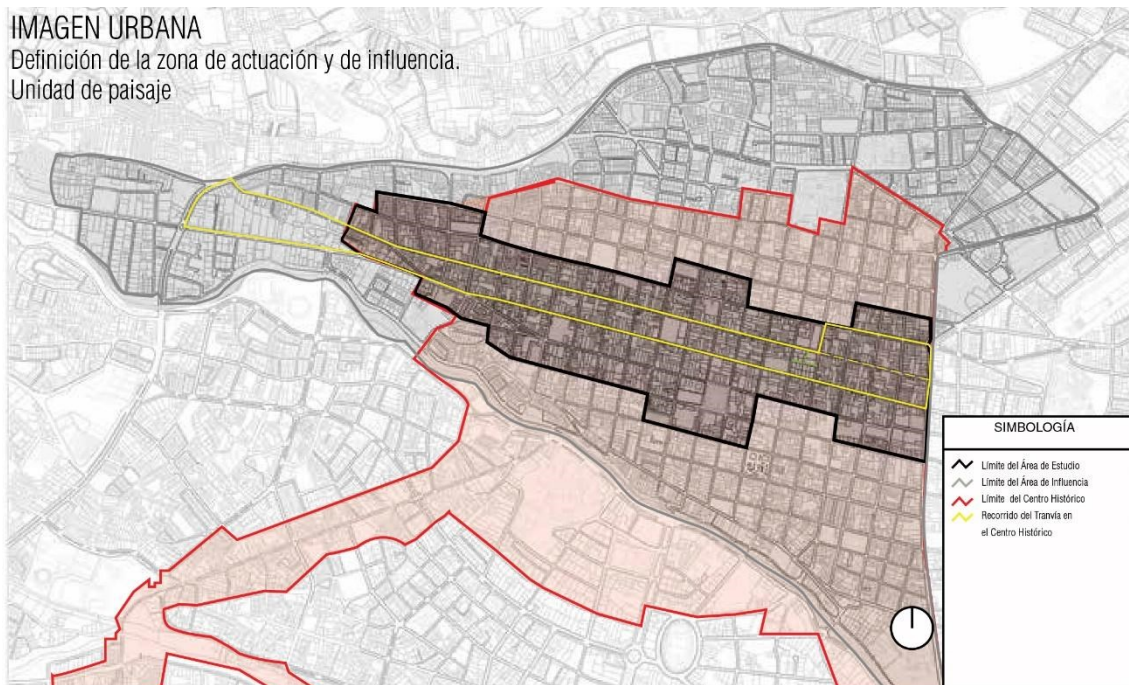 IMAGEN URBANA
Definición de la zona de actuación y de influencia.
Unidad de paisaje
SIMBOLOGÍA
Límite del Área de Estudio
Límite del Área de Influencia
Límite del Centro Histórico
Recorrido del Tranvía en
el Centro Histórico